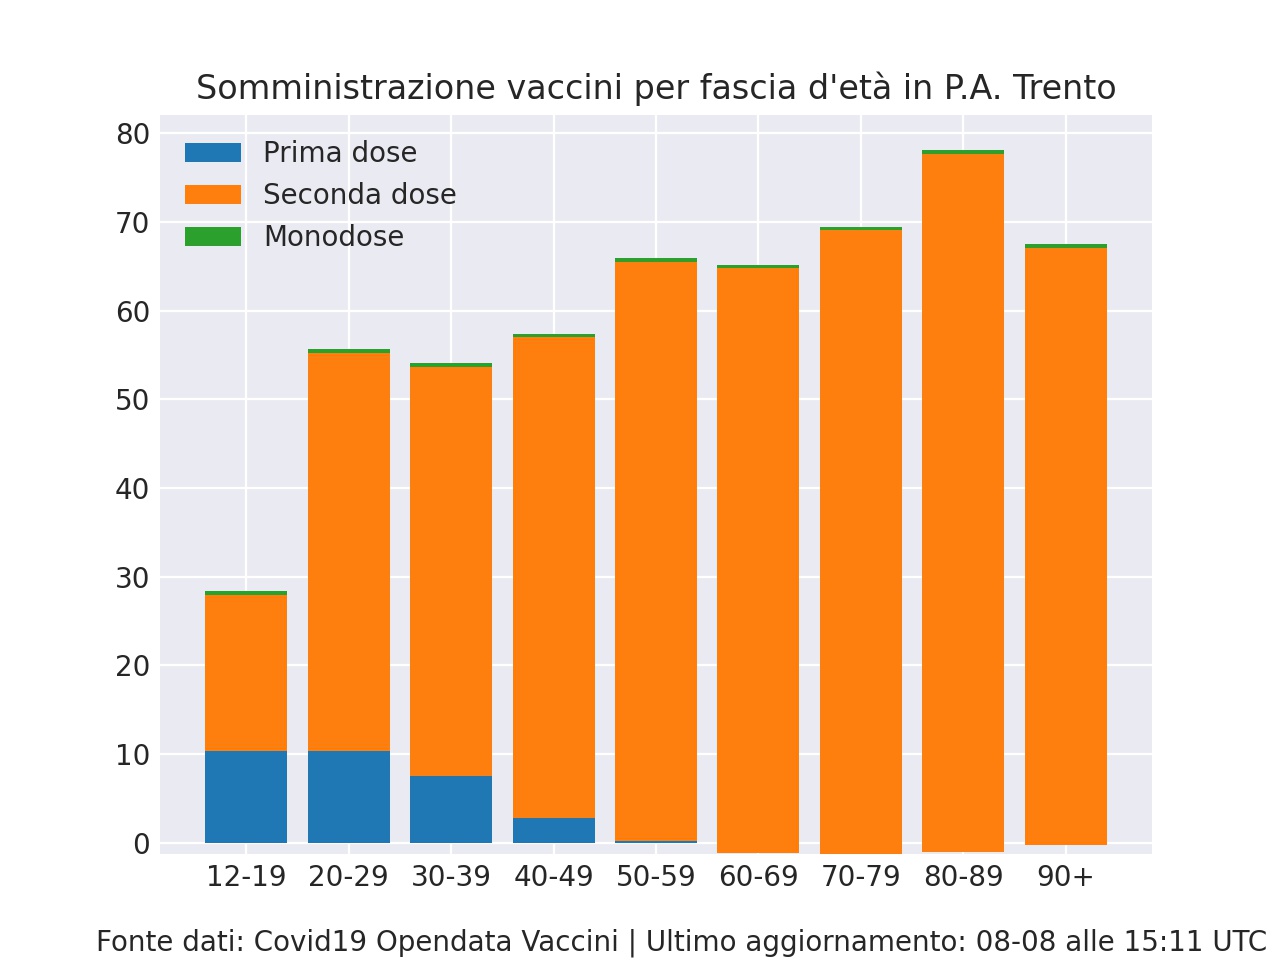 Somministrazione vaccini per fascia d'età in P.A. Trento
80
70
60
50
40
30
20
10
0
Prima dose
Seconda dose
Monodose
12-19 20-29 30-39 40-49 50-59 60-69 70-79 80-89 90+
Fonte dati: Covid19 Opendata Vaccini | Ultimo aggiornamento: 08-08 alle 15:11 UTC